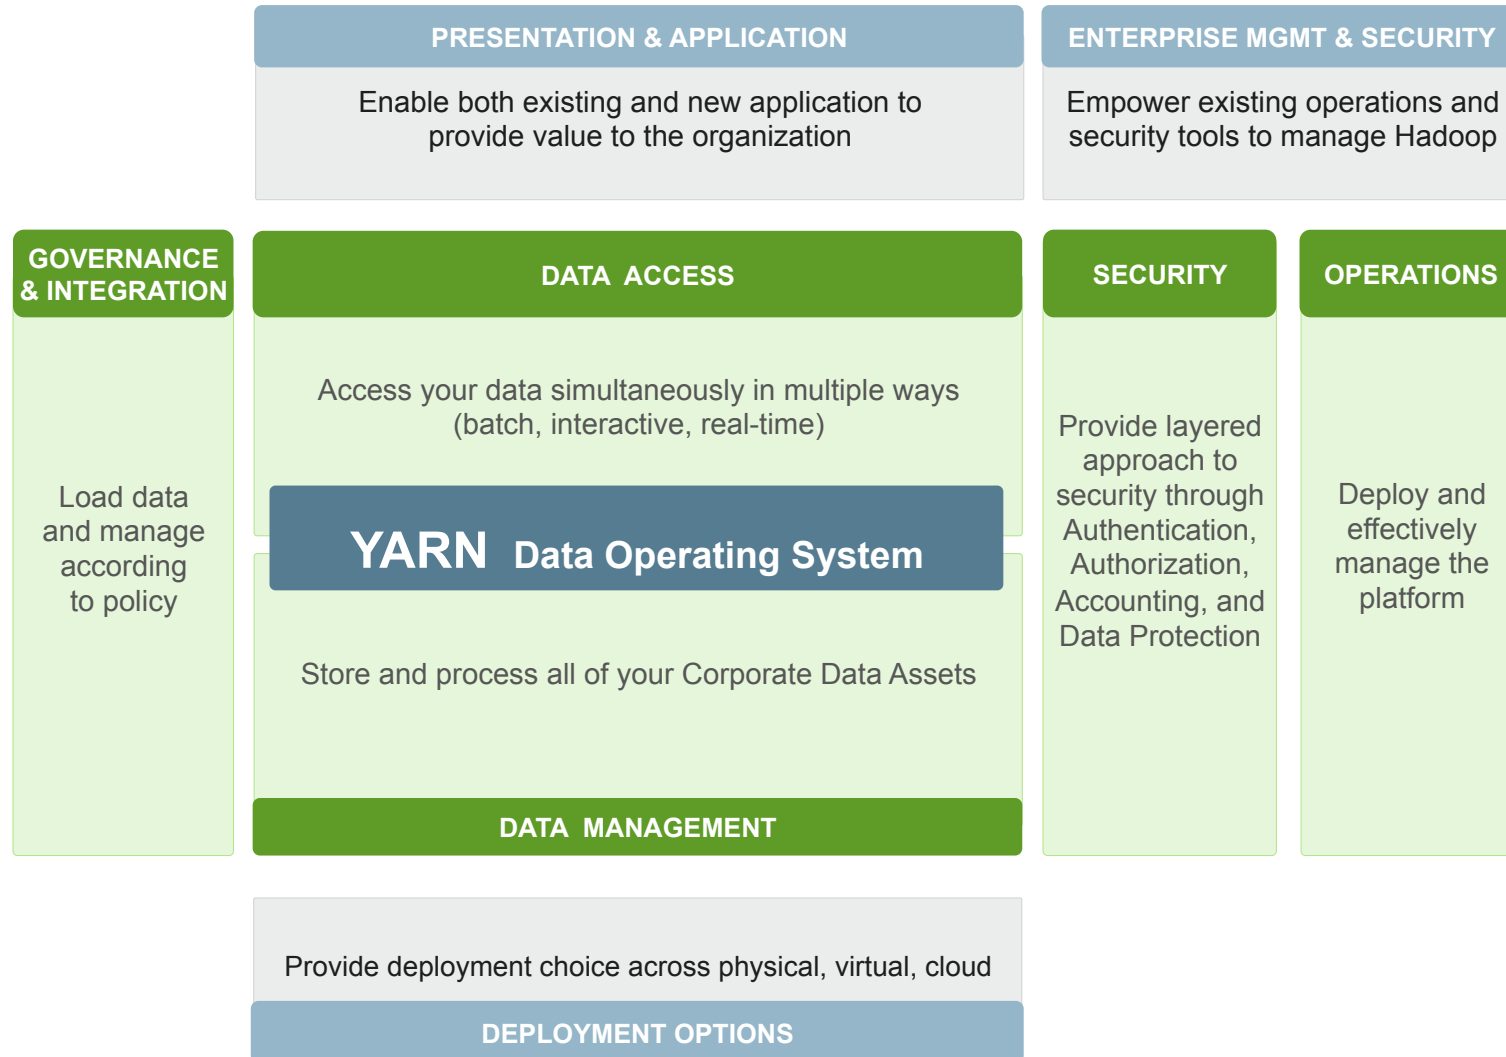 PRESENTATION & APPLICATION
Enable both existing and new application to
provide value to the organization
ENTERPRISE MGMT & SECURITY
Empower existing operations and
security tools to manage Hadoop
GOVERNANCE
& INTEGRATION
Load data
and manage
according
to policy
DATA ACCESS
Access your data simultaneously in multiple ways
(batch, interactive, real-time)
YARN Data Operating System
Store and process all of your Corporate Data Assets
DATA MANAGEMENT
SECURITY
Provide layered
approach to
security through
Authentication,
Authorization,
Accounting, and
Data Protection
OPERATIONS
Deploy and
effectively
manage the
platform
Provide deployment choice across physical, virtual, cloud
DEPLOYMENT OPTIONS